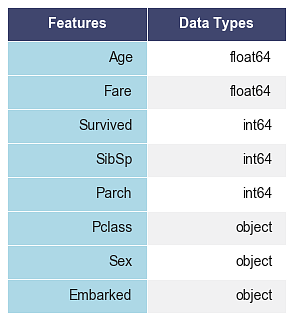 Features Data Types
Age float64
Fare float64
Survived int64
SibSp int64
Parch int64
Pclass object
Sex object
Embarked object